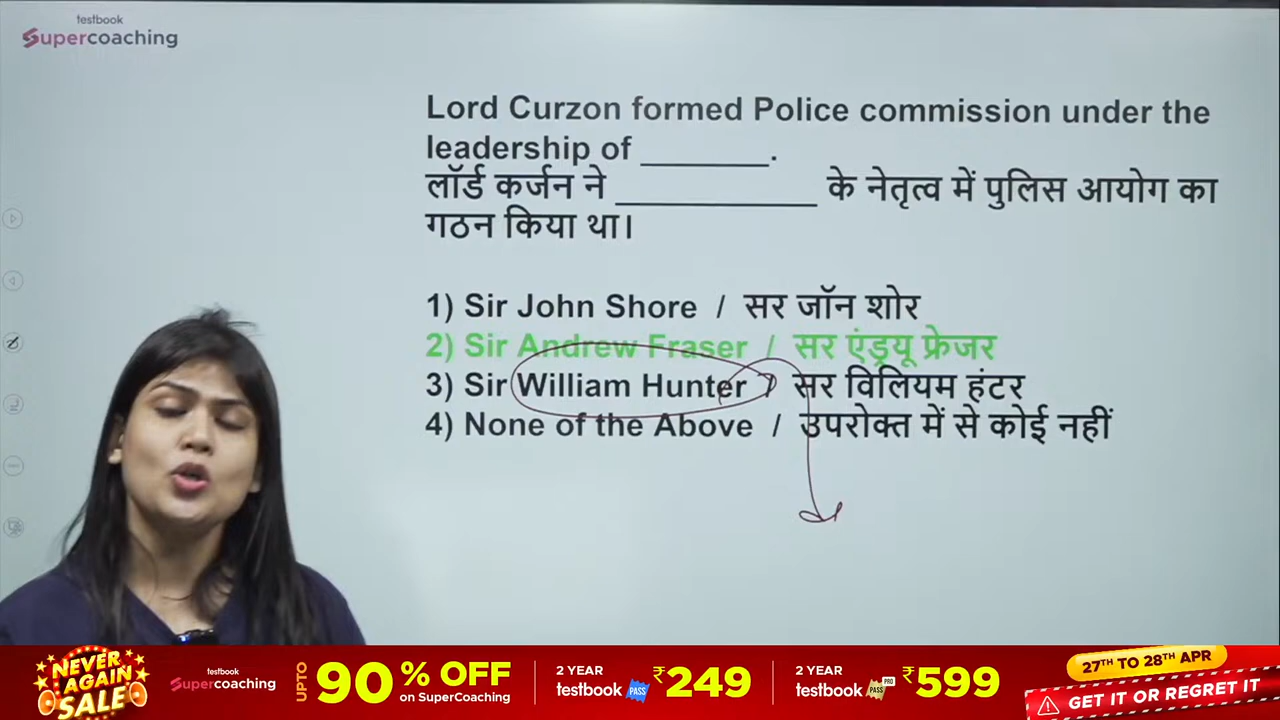 testbook
Supercoaching
Lord Curzon formed Police commission under the
leadership of ________.
लॉर्ड कर्जन ने _____________ के नेतृत्व में पुलिस आयोग का
गठन किया था।
1) Sir John Shore / सर जॉन शोर
2) Sir Andrew Fraser / सर एंड्रयू फ्रेजर
3) Sir William Hunter / सर विलियम हंटर
4) None of the Above / उपरोक्त में से कोई नहीं
NEVER AGAIN SALE
testbook
Supercoaching
UPTO 90% OFF
on SuperCoaching
2 YEAR
testbook PASS ₹249
2 YEAR
testbook PASS PRO ₹599
27TH TO 28TH APR
GET IT OR REGRET IT